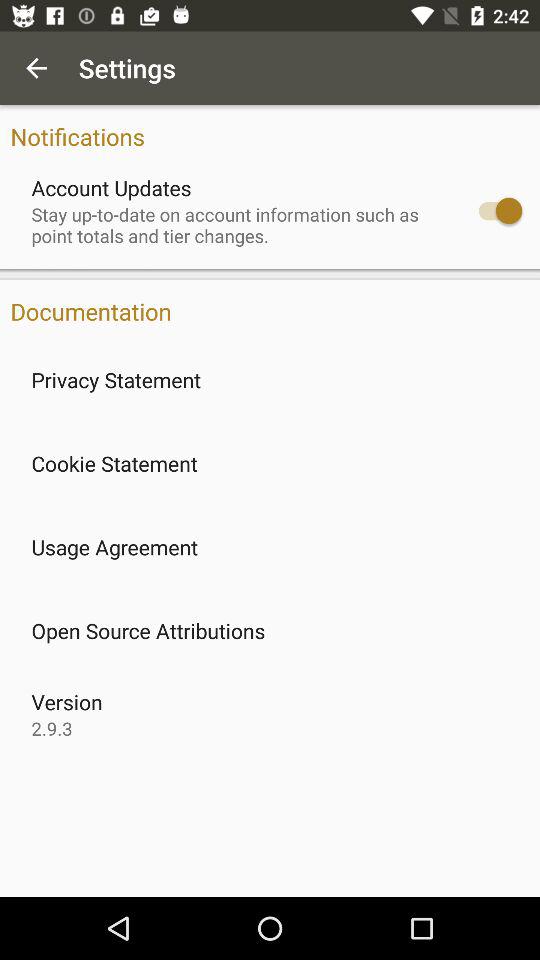 2:42
Settings
Notifications
Account Updates
Stay up-to-date on account information such as
point totals and tier changes.
Documentation
Privacy Statement
Cookie Statement
Usage Agreement
Open Source Attributions
Version
2.9.3